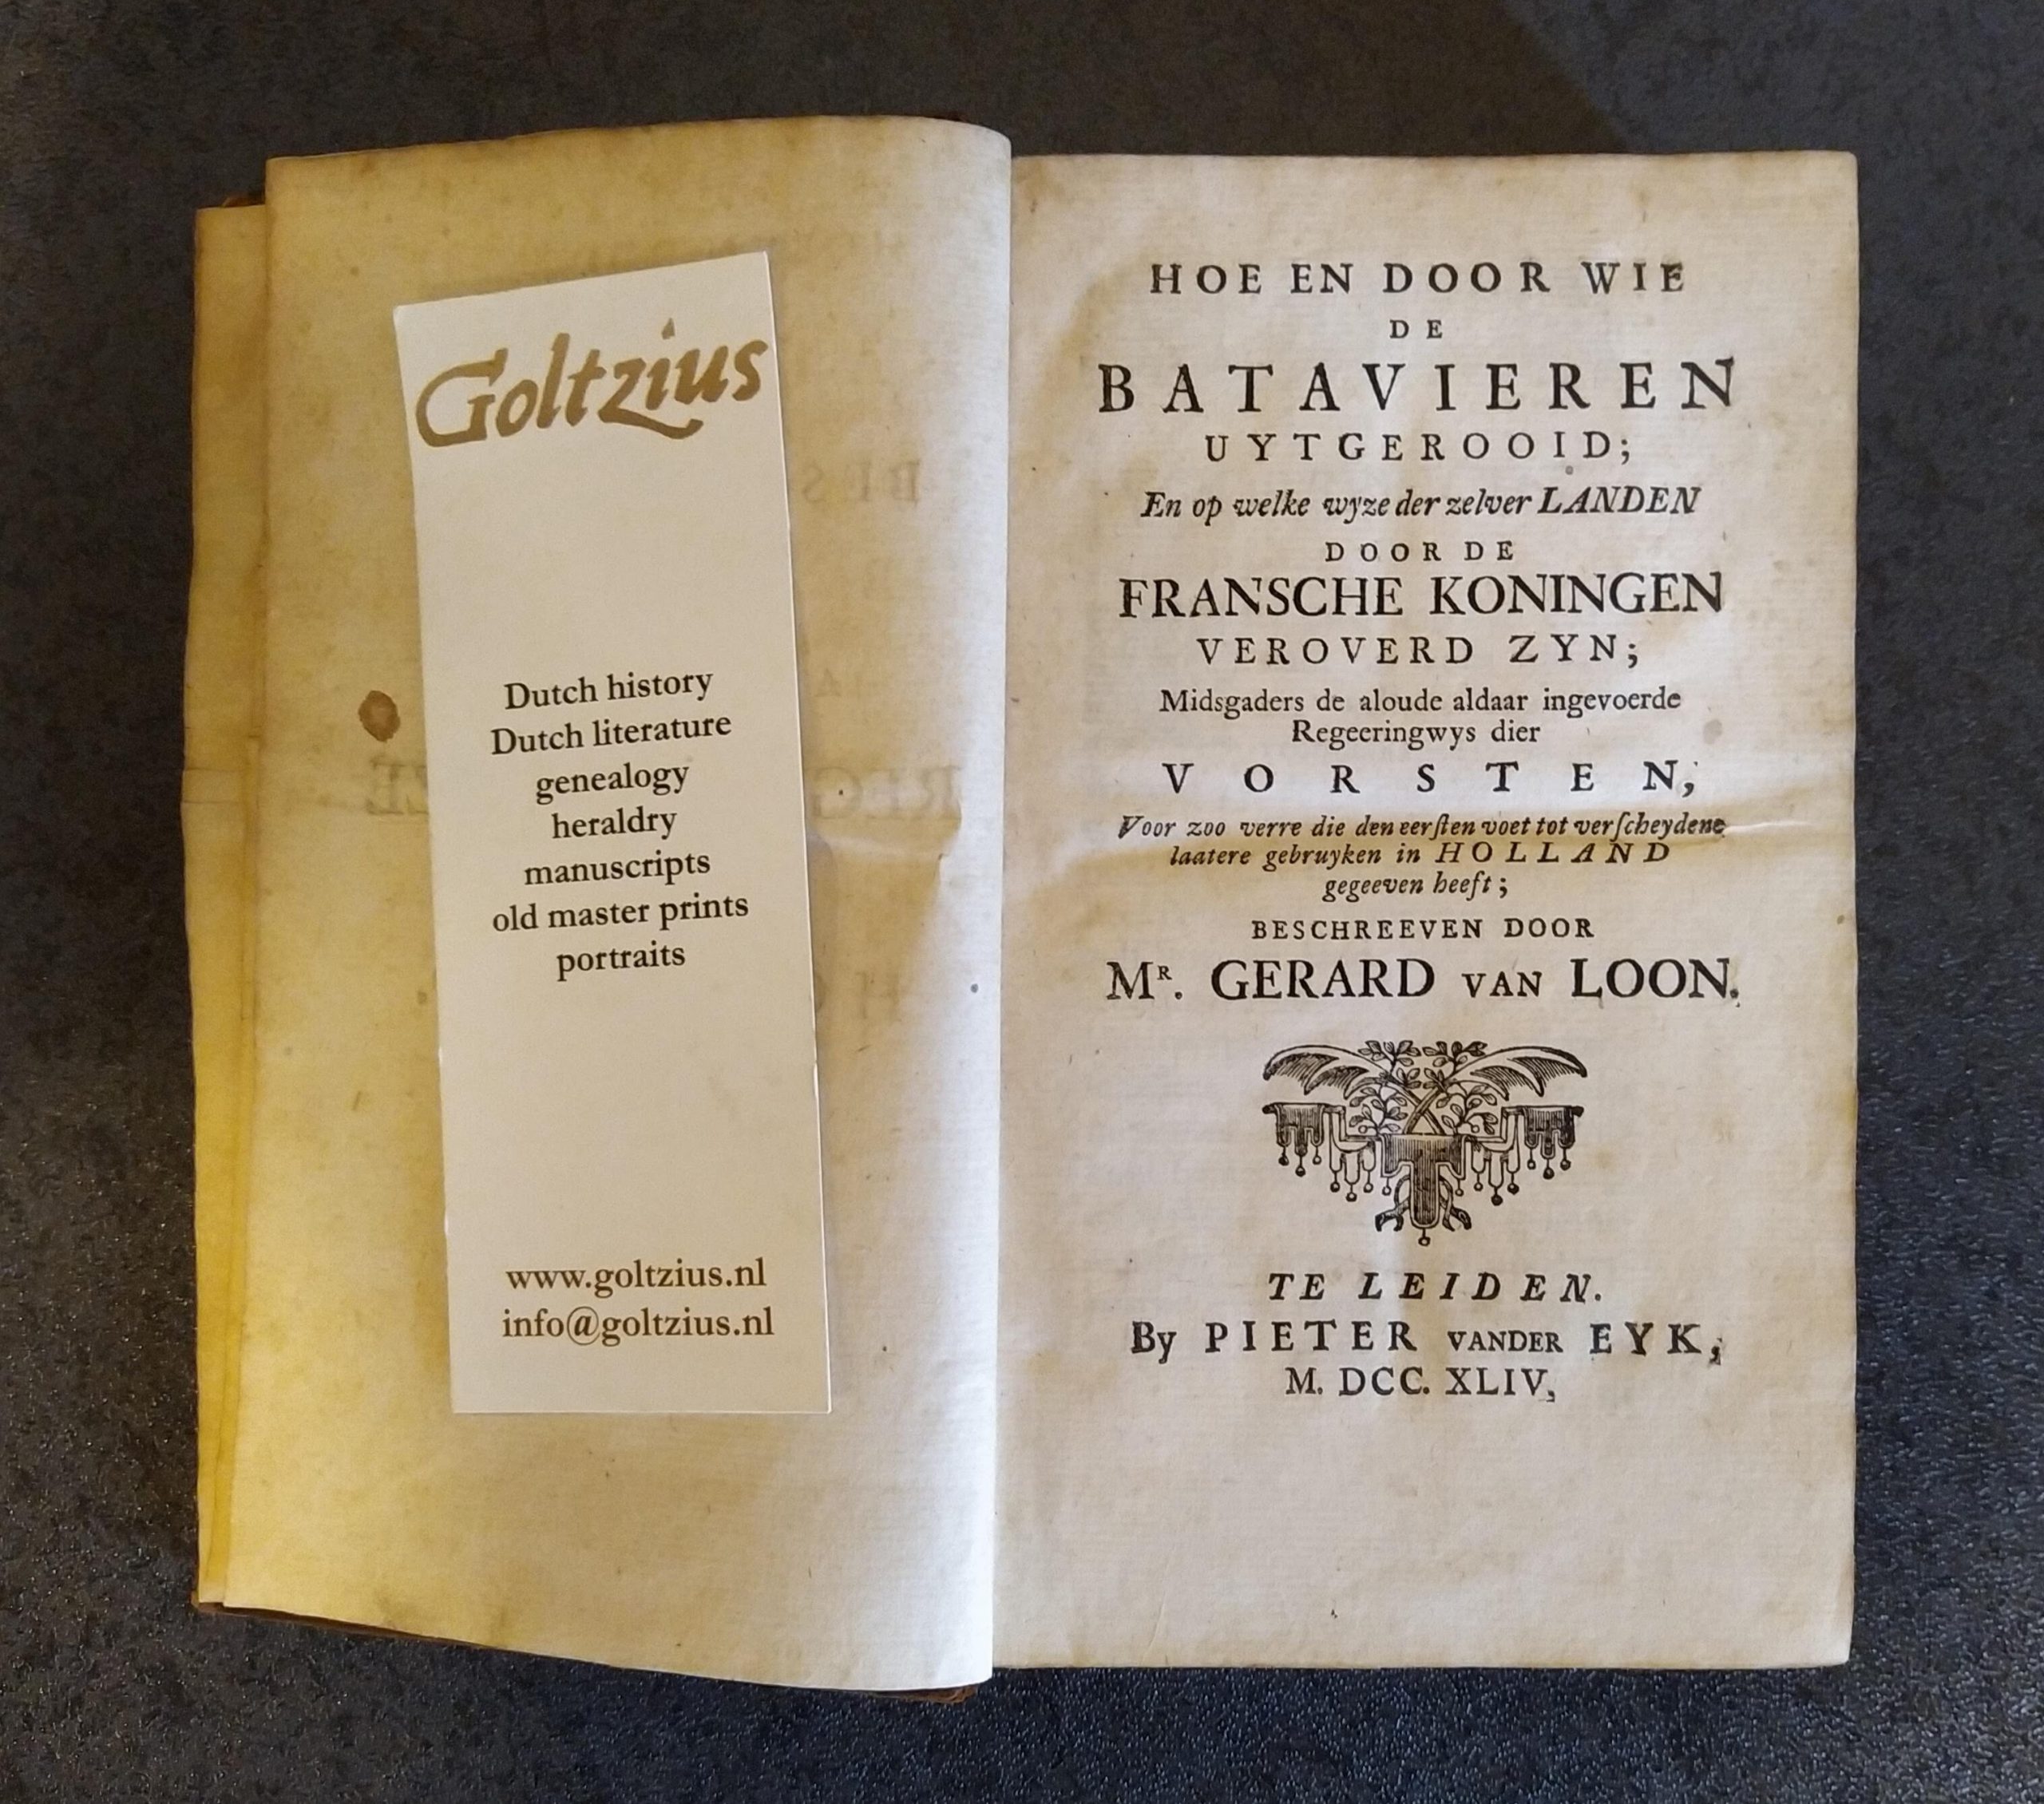 Goltzius
Dutch history
Dutch literature
genealogy
heraldry
manuscripts
old master prints
portraits
www.goltzius.nl
info@goltzius.nl
HOE EN DOOR WIE
DE
BATAVIEREN
UYTGEROOID;
En op welke wyze der zelver LANDEN
DOOR DE
FRANSCHE KONINGEN
VEROVERD ZYN;
Midsgaders de aloude aldaar ingevoerde
Regeeringwys dier
VORSTEN,
Voor zoo verre die den eerſten voet tot verſcheydene
laatere gebruyken in HOLLAND
gegeeven heeft;
BESCHREEVEN DOOR
Mʀ. GERARD VAN LOON.
TE LEIDEN.
By PIETER VANDER EYK,
M. DCC. XLIV,